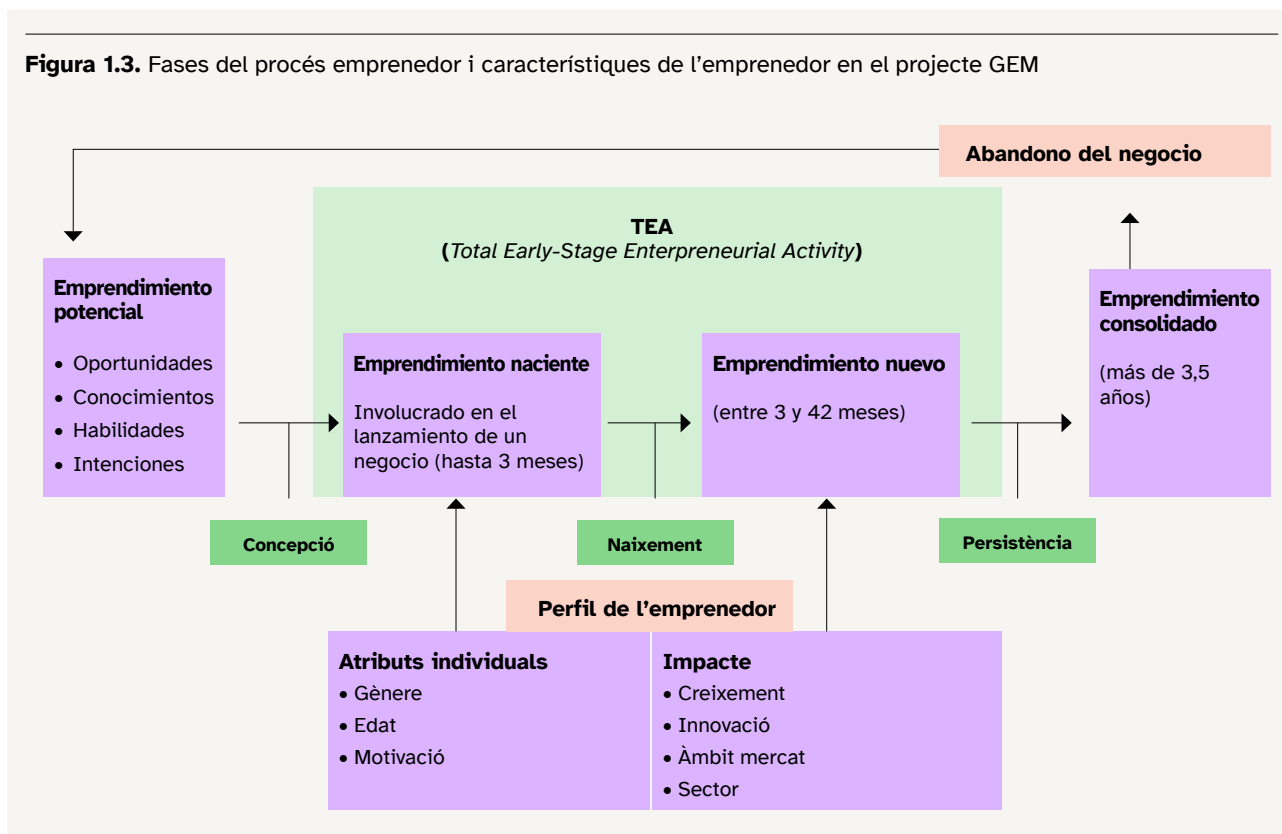 Figura 1.3. Fases del procés emprenedor i característiques de l’emprenedor en el projecte GEM
Abandono del negocio
TEA
(Total Early-Stage Enterpreneurial Activity)
Emprendimiento
potencial
• Oportunidades
• Conocimientos
• Habilidades
• Intenciones
Emprendimiento naciente
Involucrado en el
lanzamiento de un
negocio (hasta 3 meses)
Emprendimiento nuevo
(entre 3 y 42 meses)
Emprendimiento
consolidado
(más de 3,5
años)
Concepció
Naixement
Persistència
Perfil de l’emprenedor
Atributs individuals
• Gènere
• Edat
• Motivació
Impacte
• Creixement
• Innovació
• Àmbit mercat
• Sector